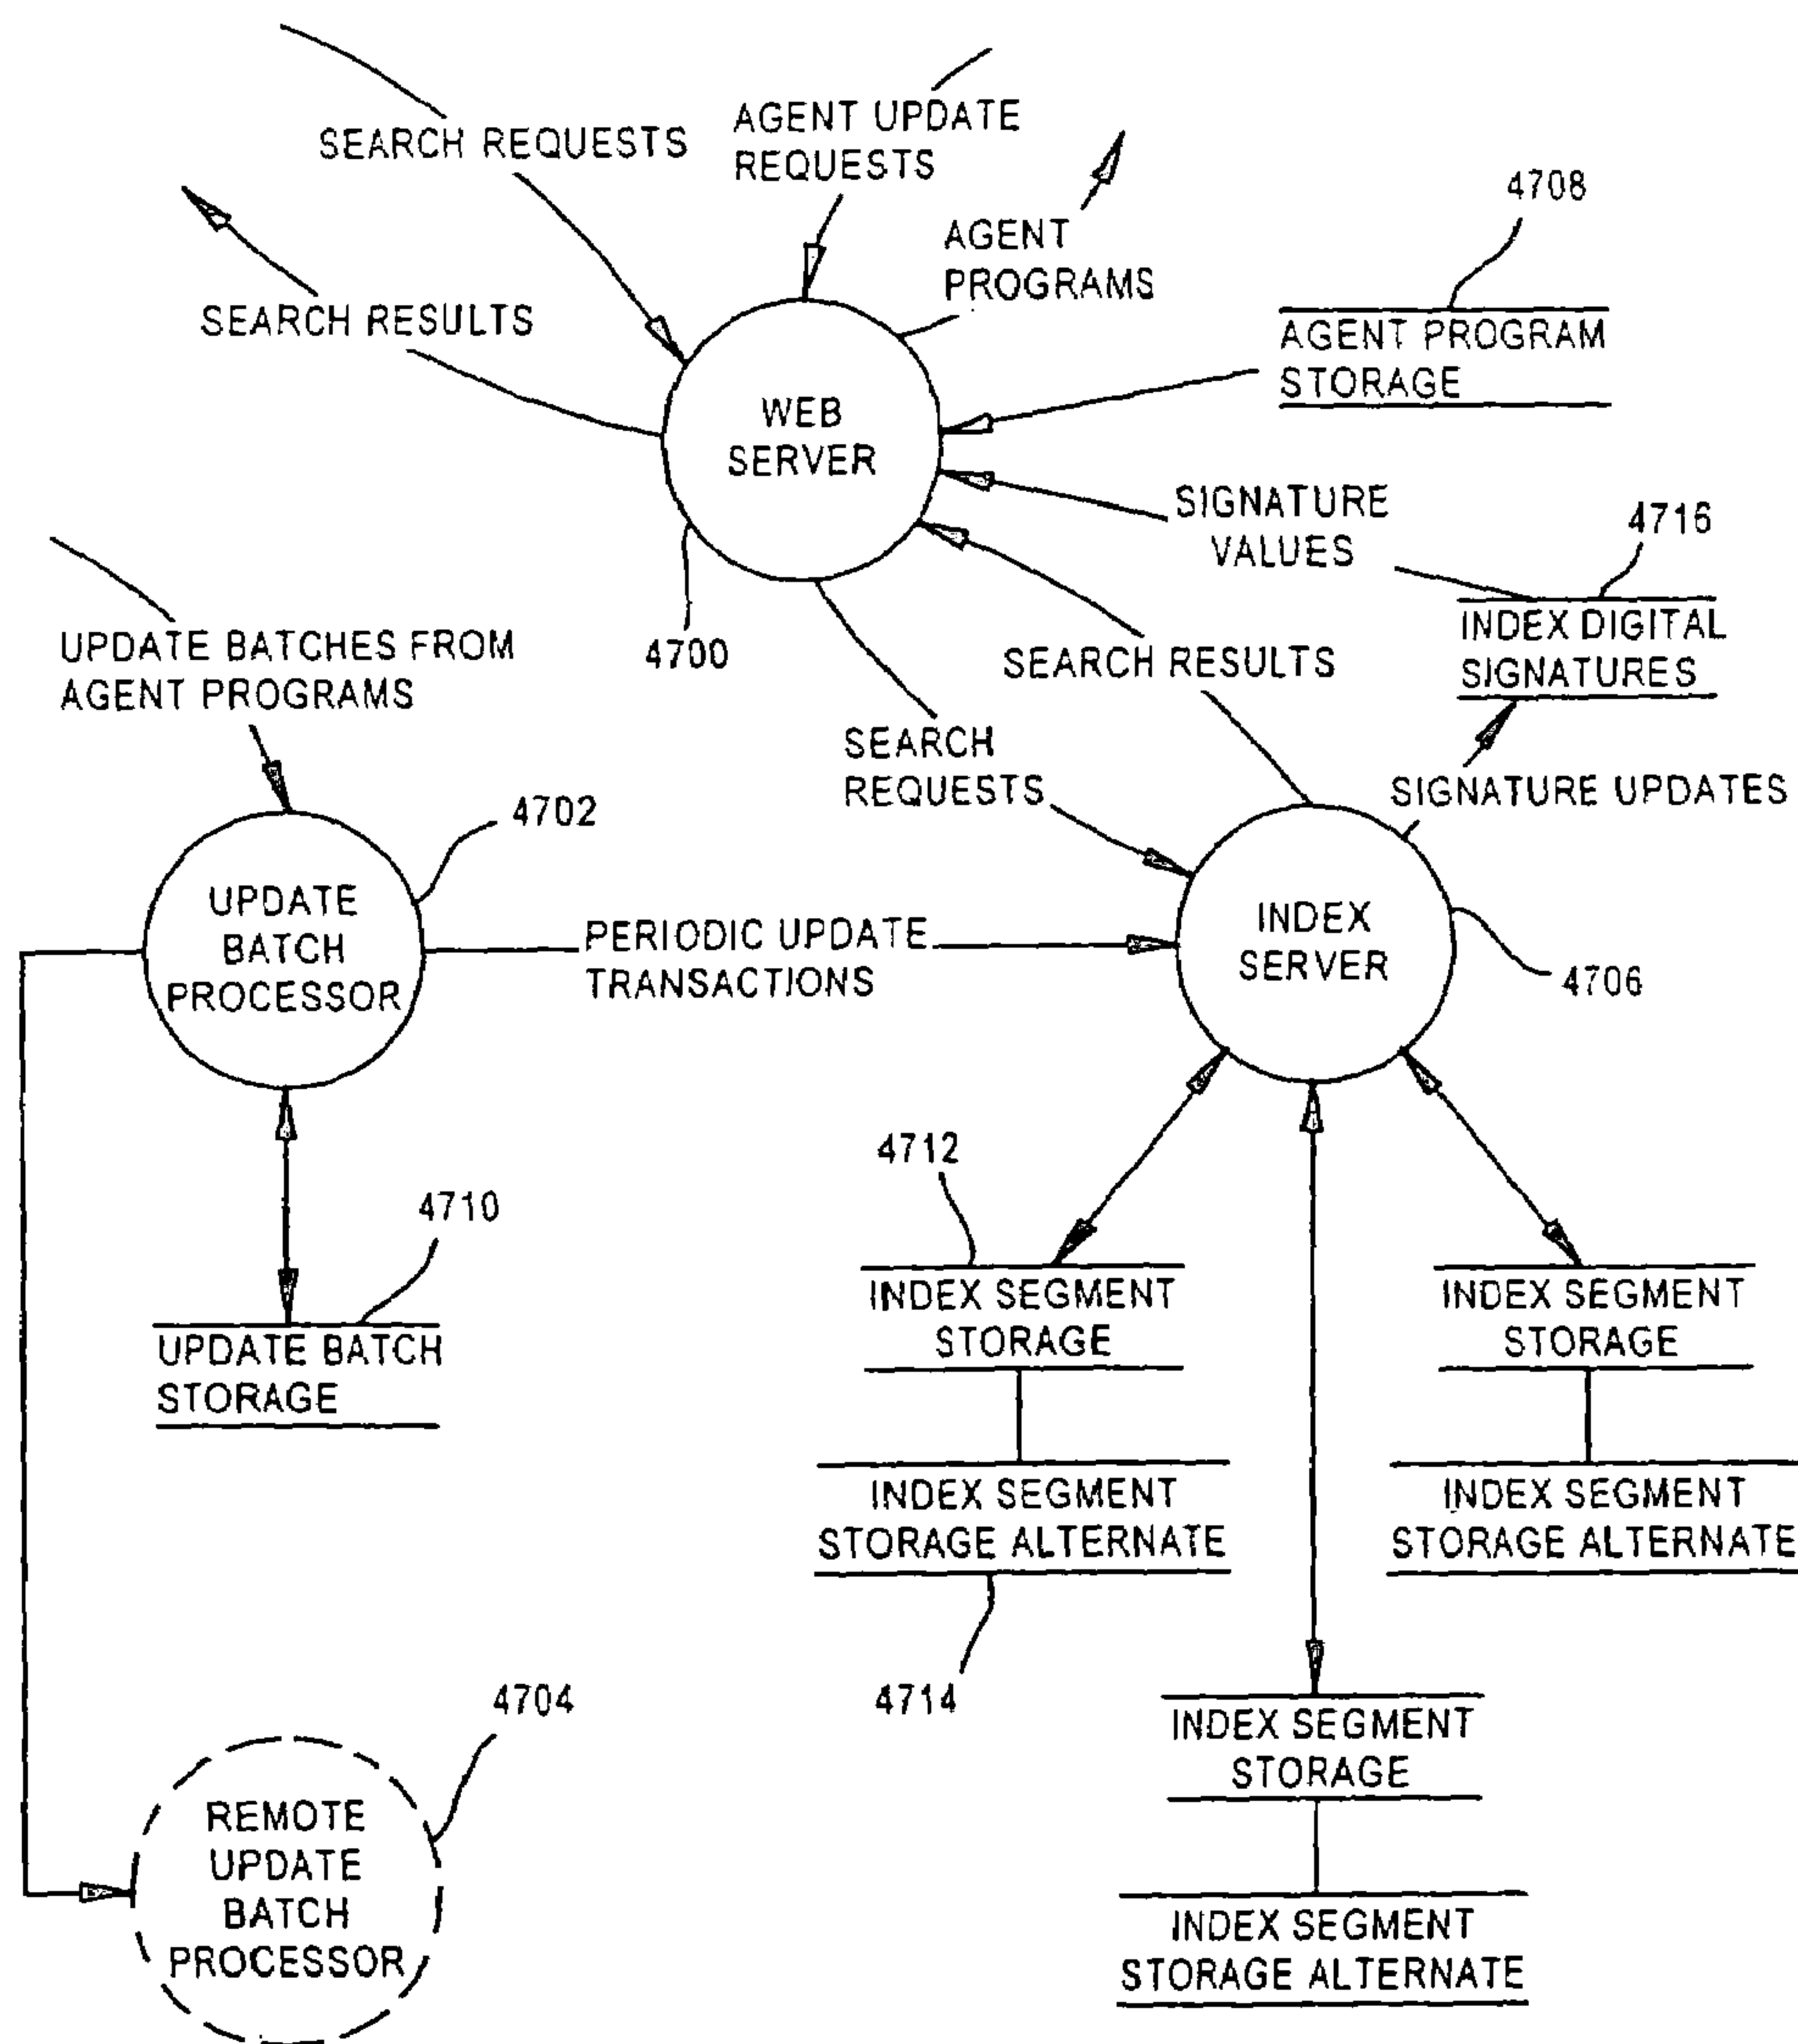 SEARCH REQUESTS
AGENT UPDATE
REQUESTS
4708
AGENT
PROGRAMS
SEARCH RESULTS
AGENT PROGRAM
STORAGE
WEB
SERVER
SIGNATURE
VALUES
4716
4700
UPDATE BATCHES FROM
AGENT PROGRAMS
SEARCH RESULTS
INDEX DIGITAL
SIGNATURES
SEARCH
REQUESTS
SIGNATURE UPDATES
4702
UPDATE
BATCH
PROCESSOR
PERIODIC UPDATE
TRANSACTIONS
INDEX
SERVER
4706
4712
4710
INDEX SEGMENT
STORAGE
INDEX SEGMENT
STORAGE
UPDATE BATCH
STORAGE
INDEX SEGMENT
STORAGE ALTERNATE
INDEX SEGMENT
STORAGE ALTERNATE
4714
4704
INDEX SEGMENT
STORAGE
REMOTE
UPDATE
BATCH
PROCESSOR
INDEX SEGMENT
STORAGE ALTERNATE